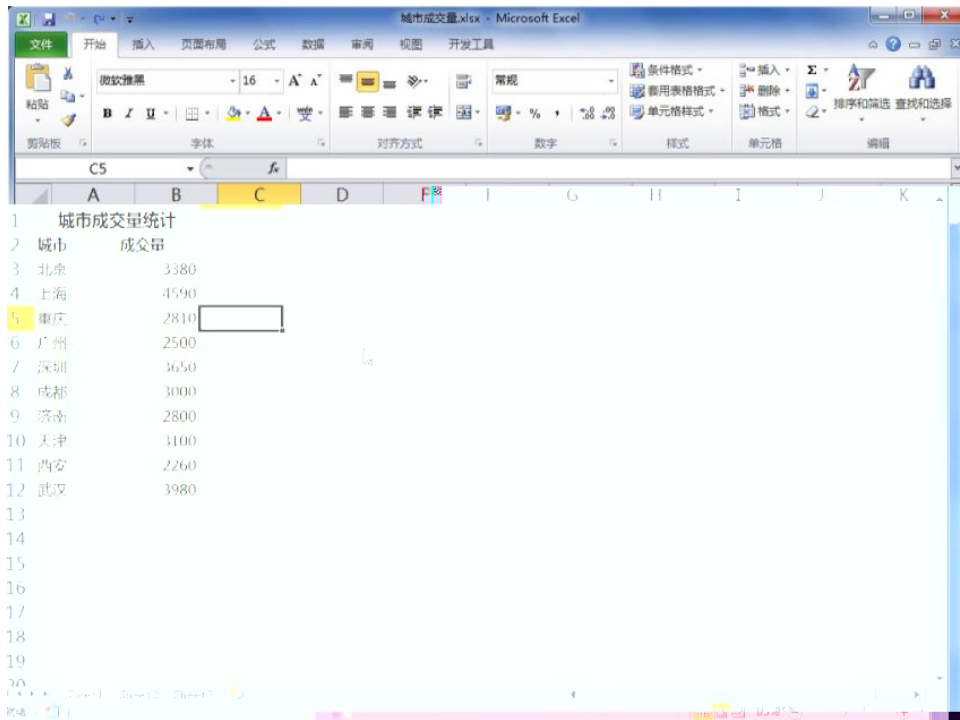 城市成交量.xlsx - Microsoft Excel
文件 开始 插入 页面布局 公式 数据 审阅 视图 开发工具
微软雅黑 16 常规 条件格式 插入 Σ
粘贴 套用表格格式 删除 排序和筛选 查找和选择
B I U A % , 单元格样式 格式
剪贴板 字体 对齐方式 数字 样式 单元格 编辑
C5 fx
A B C D F G H I J K
1 城市成交量统计
2 城市 成交量
3 北京 3380
4 上海 4590
5 重庆 2810
6 广州 2500
7 深圳 3650
8 成都 3000
9 济南 2800
10 天津 3100
11 西安 2260
12 武汉 3980
13
14
15
16
17
18
19
20
Sheet1 Sheet2 Sheet3